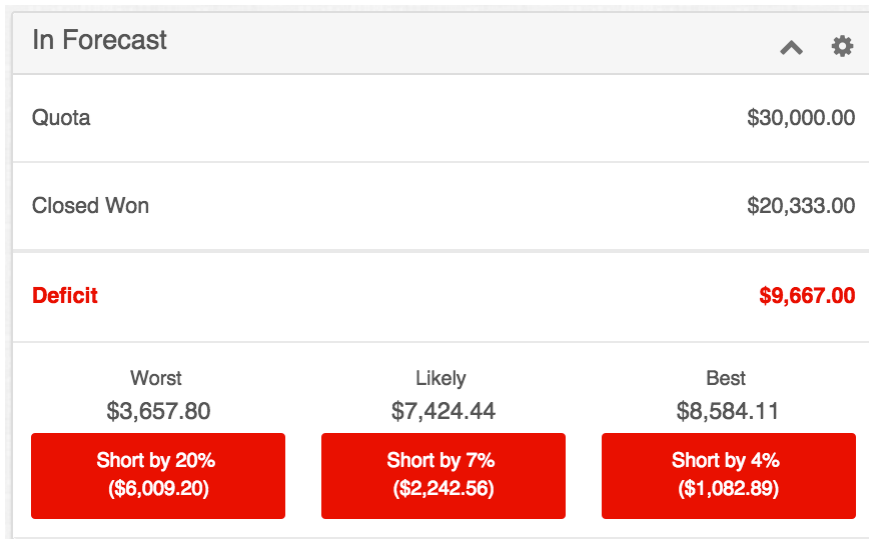 In Forecast
Quota $30,000.00
Closed Won $20,333.00
Deficit $9,667.00
Worst Likely Best
$3,657.80 $7,424.44 $8,584.11
Short by 20% Short by 7% Short by 4%
($6,009.20) ($2,242.56) ($1,082.89)